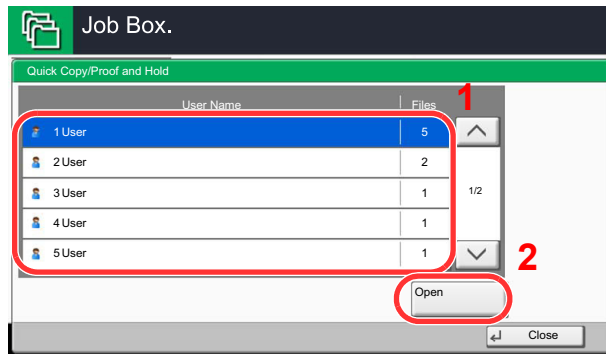 Job Box.
Quick Copy/Proof and Hold
User Name Files 1
1 User 5
2 User 2
3 User 1 1/2
4 User 1
5 User 1 2
Open
Close